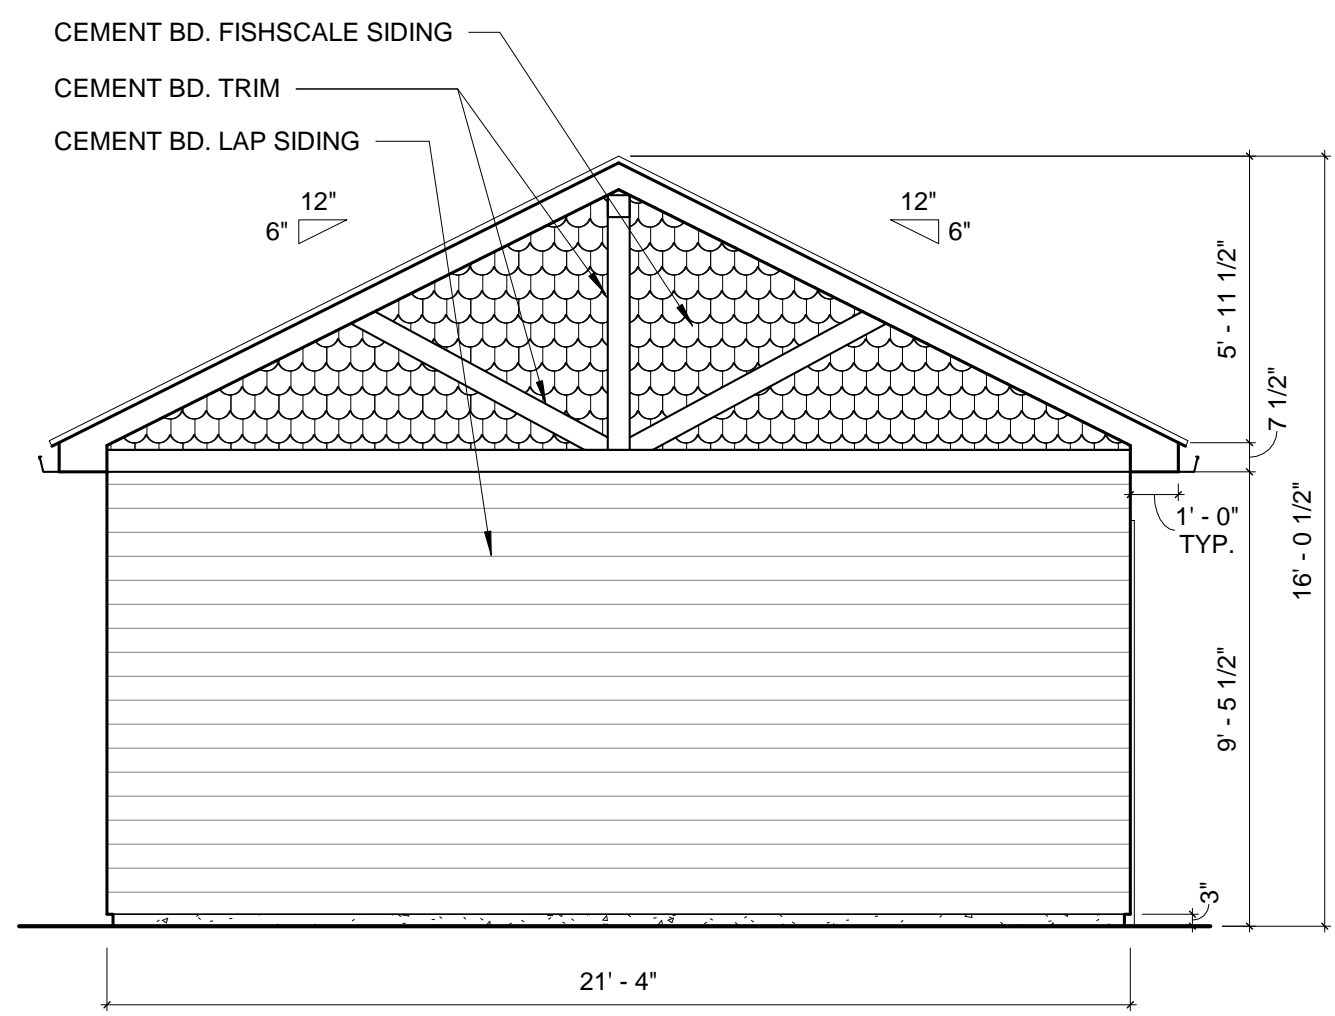 CEMENT BD. FISHSCALE SIDING
CEMENT BD. TRIM
CEMENT BD. LAP SIDING
12"
6"
12"
6"
5' - 11 1/2"
7 1/2"
1' - 0"
TYP.
16' - 0 1/2"
9' - 5 1/2"
3"
21' - 4"